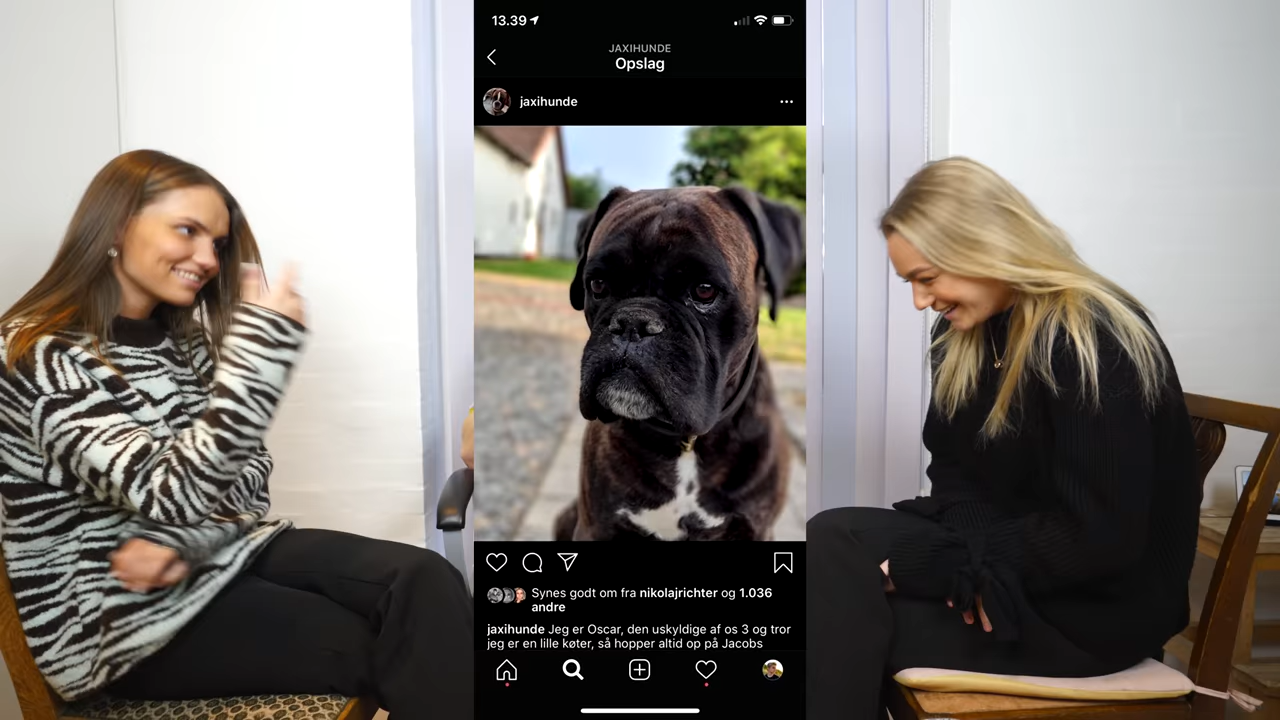 13.39
JAXIHUNDE
Opslag
jaxihunde
Synes godt om fra nikolajrichter og 1.036
andre
jaxihunde Jeg er Oscar, den uskyldige af os 3 og tror
jeg er en lille køter, så hopper altid op på Jacobs